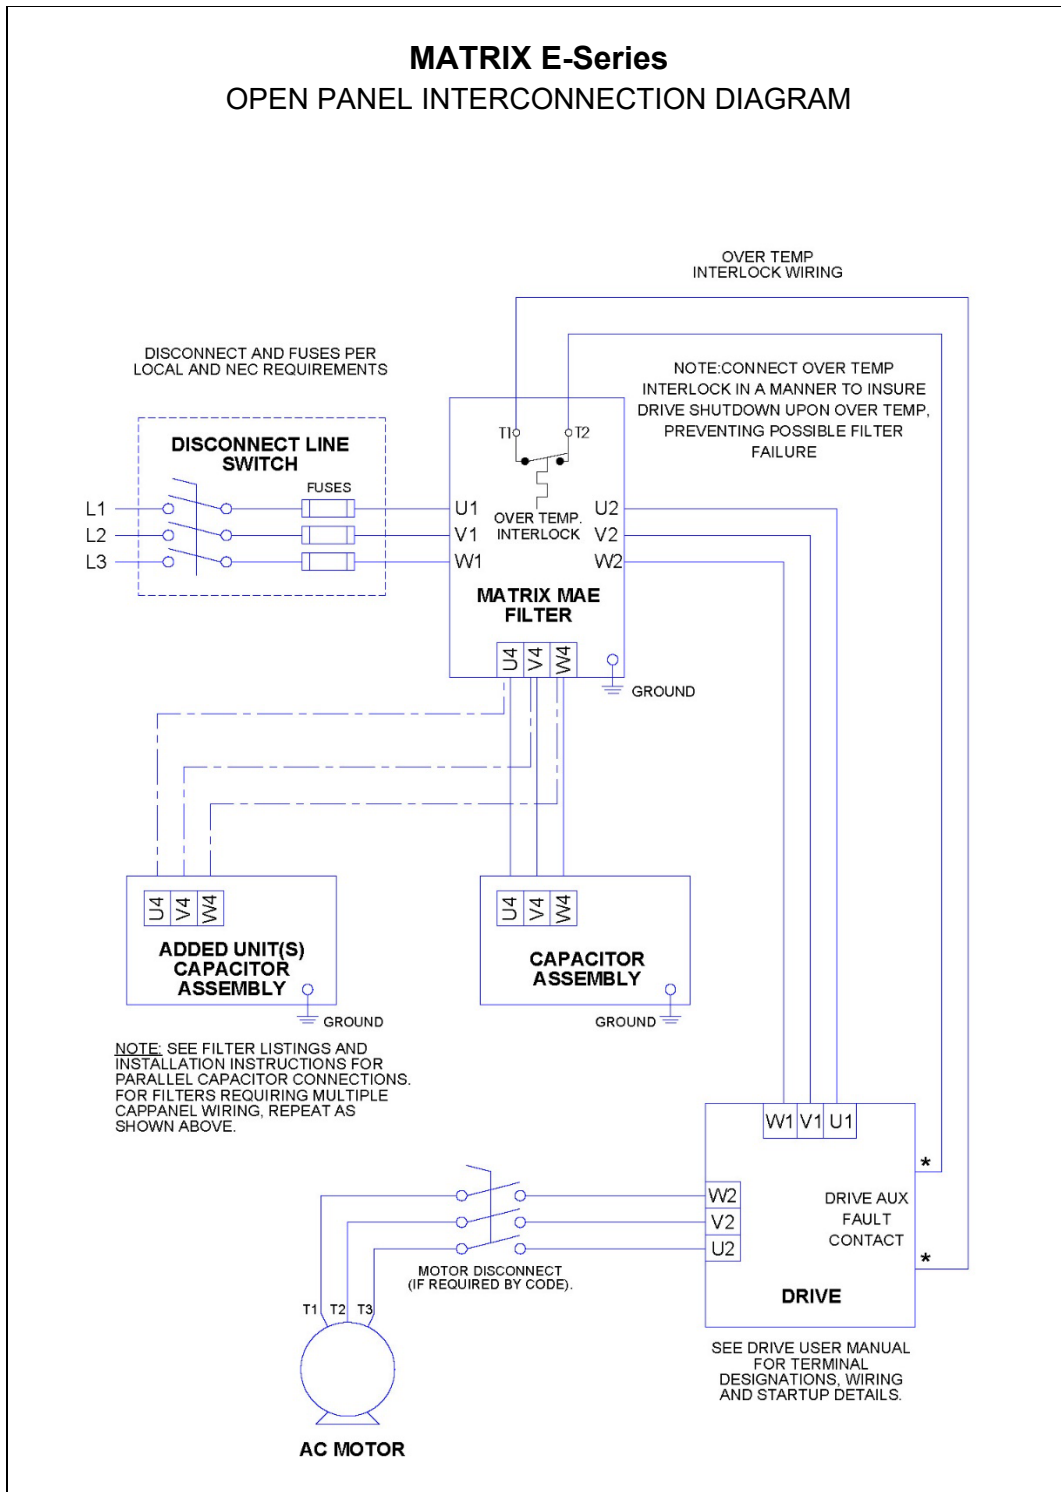 MATRIX E-Series
OPEN PANEL INTERCONNECTION DIAGRAM
OVER TEMP
INTERLOCK WIRING
DISCONNECT AND FUSES PER
LOCAL AND NEC REQUIREMENTS
NOTE:CONNECT OVER TEMP
INTERLOCK IN A MANNER TO INSURE
DRIVE SHUTDOWN UPON OVER TEMP,
PREVENTING POSSIBLE FILTER
FAILURE
DISCONNECT LINE
SWITCH
FUSES
L1
L2
L3
T1
T2
U1
V1
W1
OVER TEMP.
INTERLOCK
U2
V2
W2
MATRIX MAE
FILTER
U4
V4
W4
GROUND
U4
V4
W4
ADDED UNIT(S)
CAPACITOR
ASSEMBLY
GROUND
U4
V4
W4
CAPACITOR
ASSEMBLY
GROUND
NOTE: SEE FILTER LISTINGS AND
INSTALLATION INSTRUCTIONS FOR
PARALLEL CAPACITOR CONNECTIONS.
FOR FILTERS REQUIRING MULTIPLE
CAPPANEL WIRING, REPEAT AS
SHOWN ABOVE.
W1 V1 U1
*
DRIVE AUX
FAULT
CONTACT
*
W2
V2
U2
DRIVE
MOTOR DISCONNECT
(IF REQUIRED BY CODE).
T1 T2 T3
AC MOTOR
SEE DRIVE USER MANUAL
FOR TERMINAL
DESIGNATIONS, WIRING
AND STARTUP DETAILS.